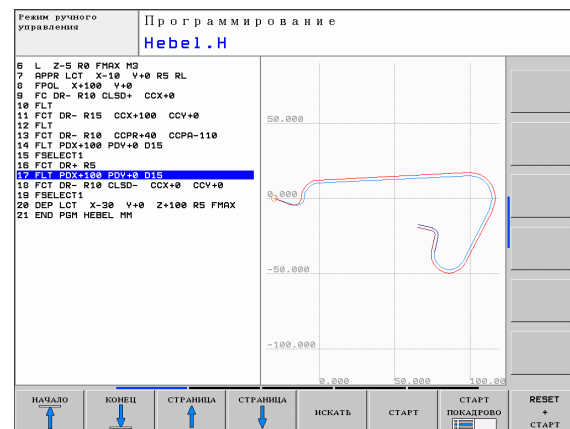 Режим ручного
управления
Программирование
Hebel.H
6 L Z-5 R0 FMAX M3
7 APPR LCT X-10 Y+0 R5 RL
8 FPOL X+100 Y+0
9 FC DR- R10 CLSD+ CCX+0
10 FLT
11 FCT DR- R15 CCX+100 CCY+0
12 FLT
13 FCT DR- R10 CCPR+40 CCPA-110
14 FLT PDX+100 PDY+0 D15
15 FSELECT1
16 FCT DR+ R5
17 FLT PDX+100 PDY+0 D15
18 FCT DR- R10 CLSD- CCX+0 CCY+0
19 FSELECT1
20 DEP LCT X-30 Y+0 Z+100 R5 FMAX
21 END PGM HEBEL MM
50.000
0.000
-50.000
-100.000
0.000 50.000 100.00
НАЧАЛО КОНЕЦ СТРАНИЦА СТРАНИЦА ИСКАТЬ СТАРТ СТАРТ ПОКАДРОВО RESET + СТАРТ